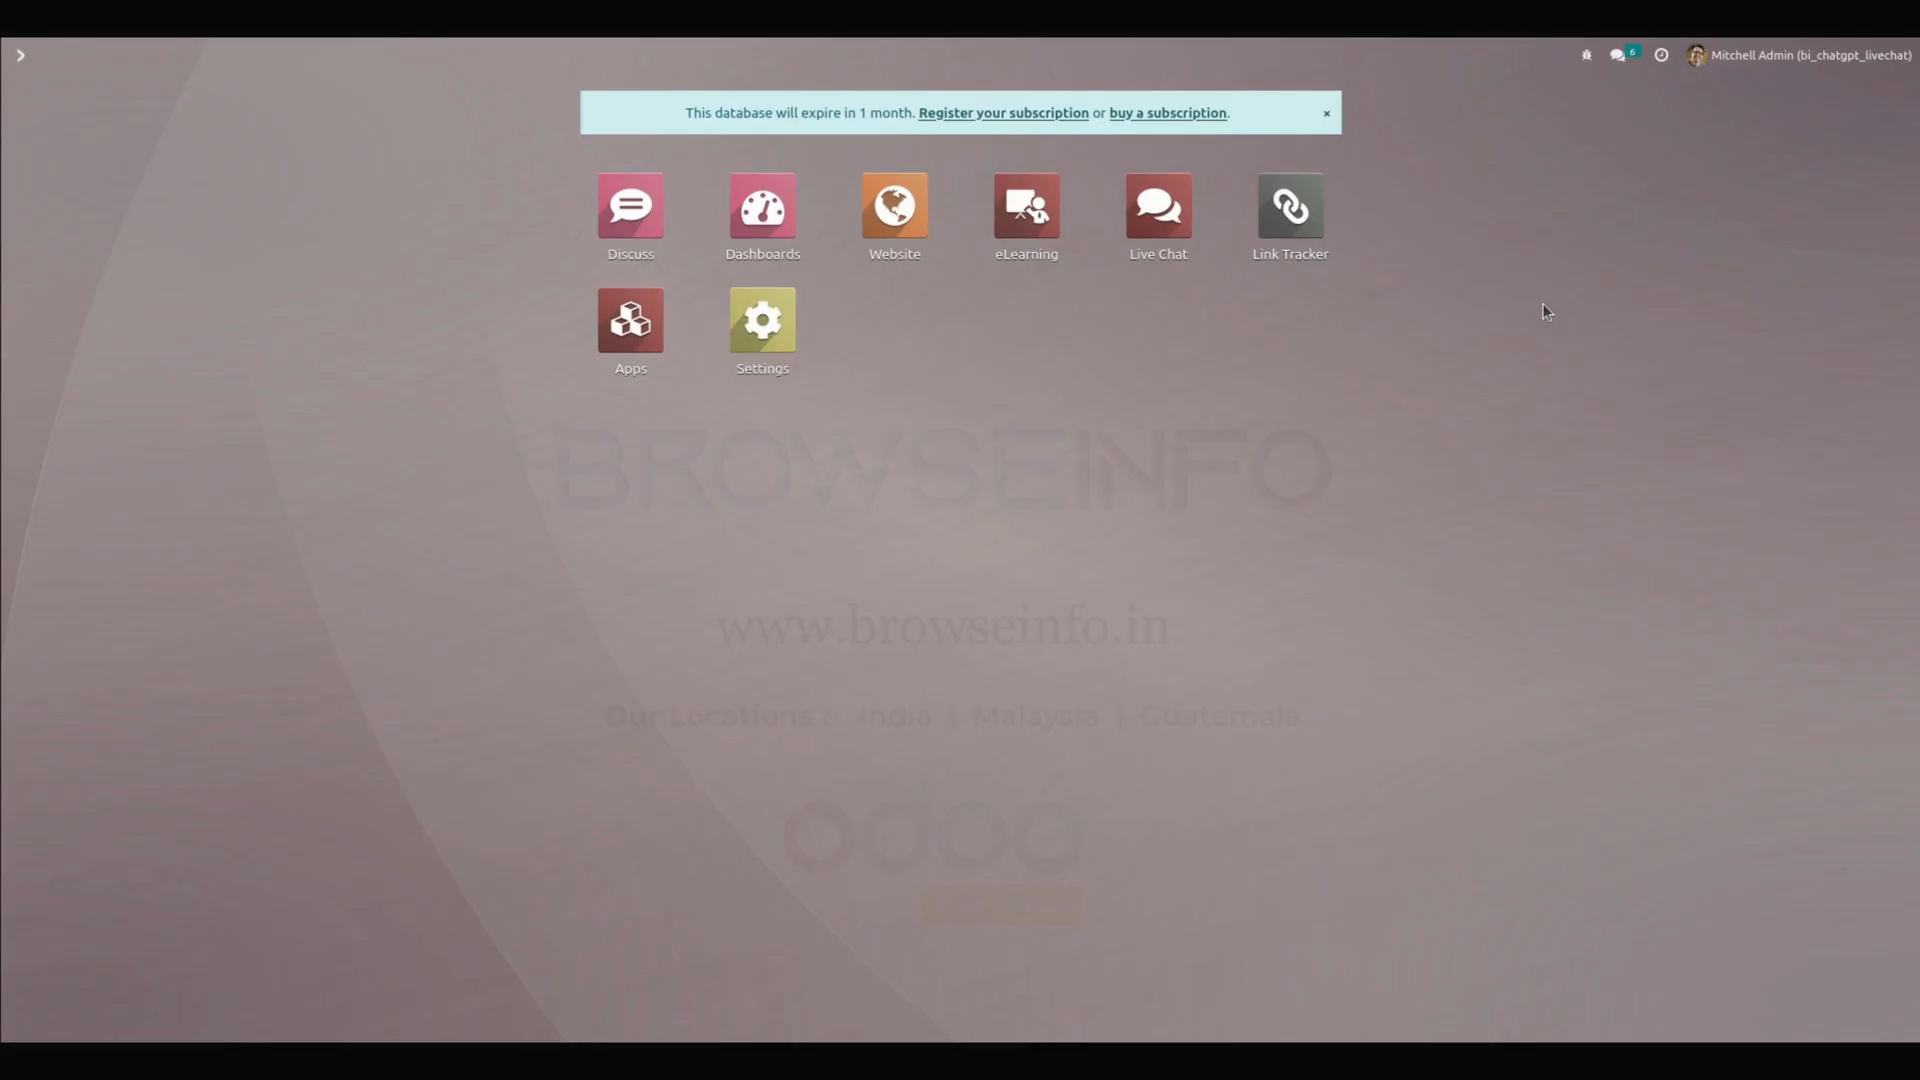 6 Mitchell Admin (bi_chatgpt_livechat)
This database will expire in 1 month. Register your subscription or buy a subscription. ×
Discuss Dashboards Website eLearning Live Chat Link Tracker
Apps Settings
BROWSEINFO
www.browseinfo.in
Our Locations :- India | Malaysia | Guatemala
odoo